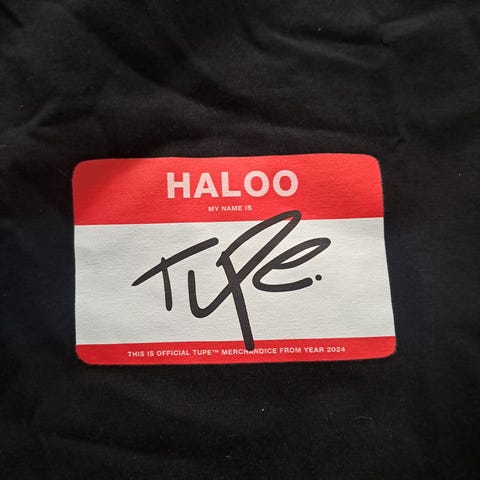 HALOO
MY NAME IS
TUPE.
THIS IS OFFICIAL TUPE™ MERCHANDICE FROM YEAR 2024